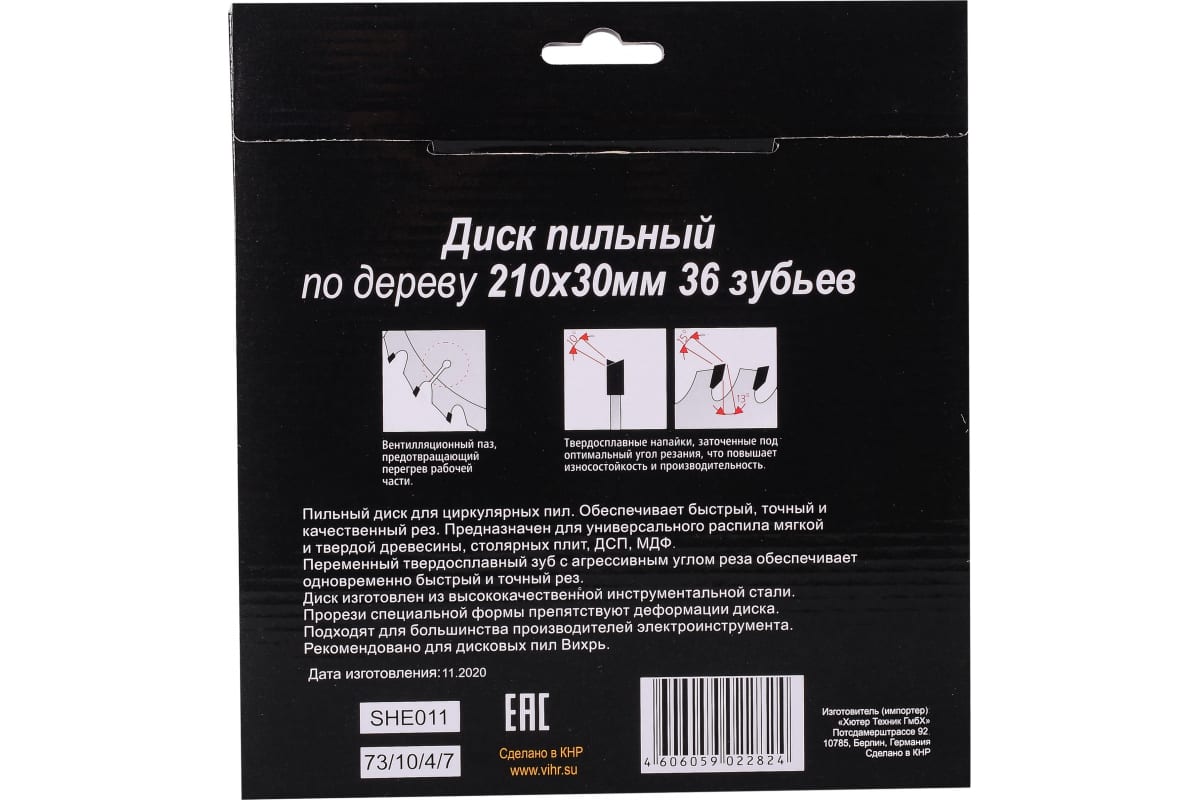 Диск пильный
по дереву 210х30мм 36 зубьев
10°
15°
13°
Вентиляционный паз,
предотвращающий
перегрев рабочей
части.
Твердосплавные напайки, заточенные под
оптимальный угол резания, что повышает
износостойкость и производительность.
Пильный диск для циркулярных пил. Обеспечивает быстрый, точный и
качественный рез. Предназначен для универсального распила мягкой
и твердой древесины, столярных плит, ДСП, МДФ.
Переменный твердосплавный зуб с агрессивным углом реза обеспечивает
одновременно быстрый и точный рез.
Диск изготовлен из высококачественной инструментальной стали.
Прорези специальной формы препятствуют деформации диска.
Подходят для большинства производителей электроинструмента.
Рекомендовано для дисковых пил Вихрь.
Дата изготовления:11.2020
SHE011
73/10/4/7
EAC
Сделано в КНР
www.vihr.su
4 606059 022824
Изготовитель (импортер)
«Хютер Техник ГмбХ»
Потсдамерштрассе 92
10785, Берлин, Германия
Сделано в КНР